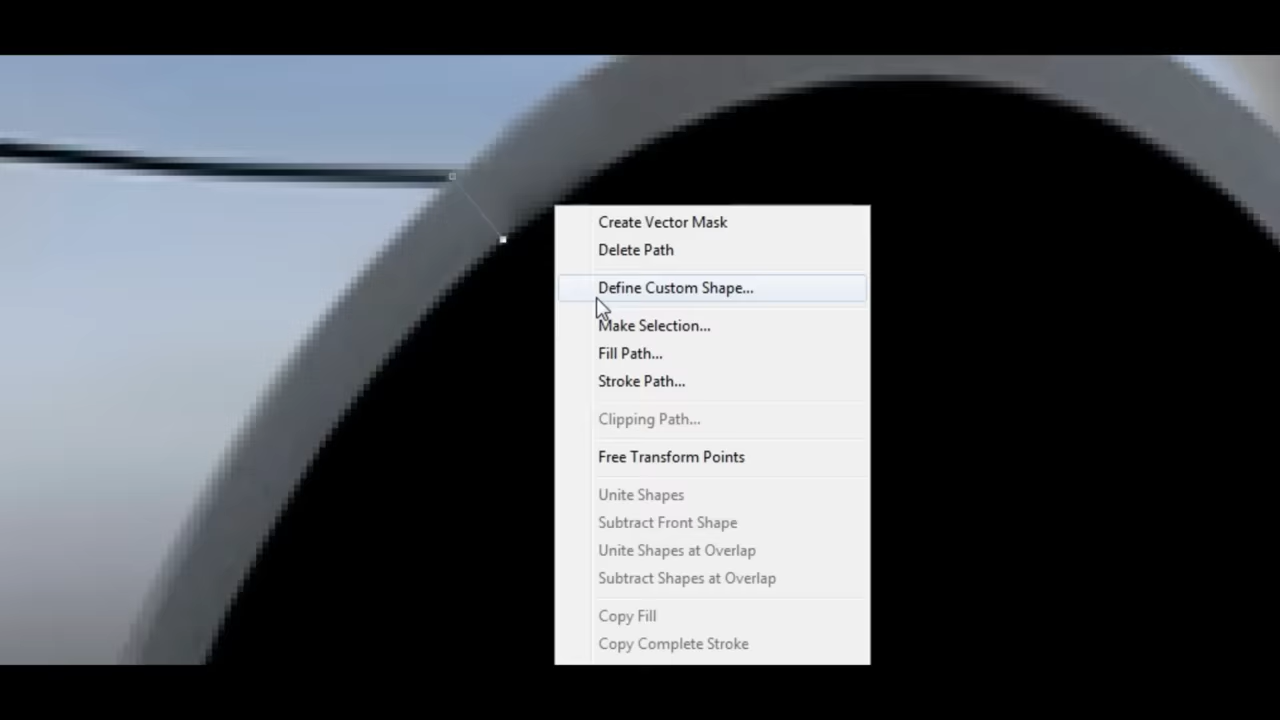 Create Vector Mask
Delete Path
Define Custom Shape...
Make Selection...
Fill Path...
Stroke Path...
Clipping Path...
Free Transform Points
Unite Shapes
Subtract Front Shape
Unite Shapes at Overlap
Subtract Shapes at Overlap
Copy Fill
Copy Complete Stroke